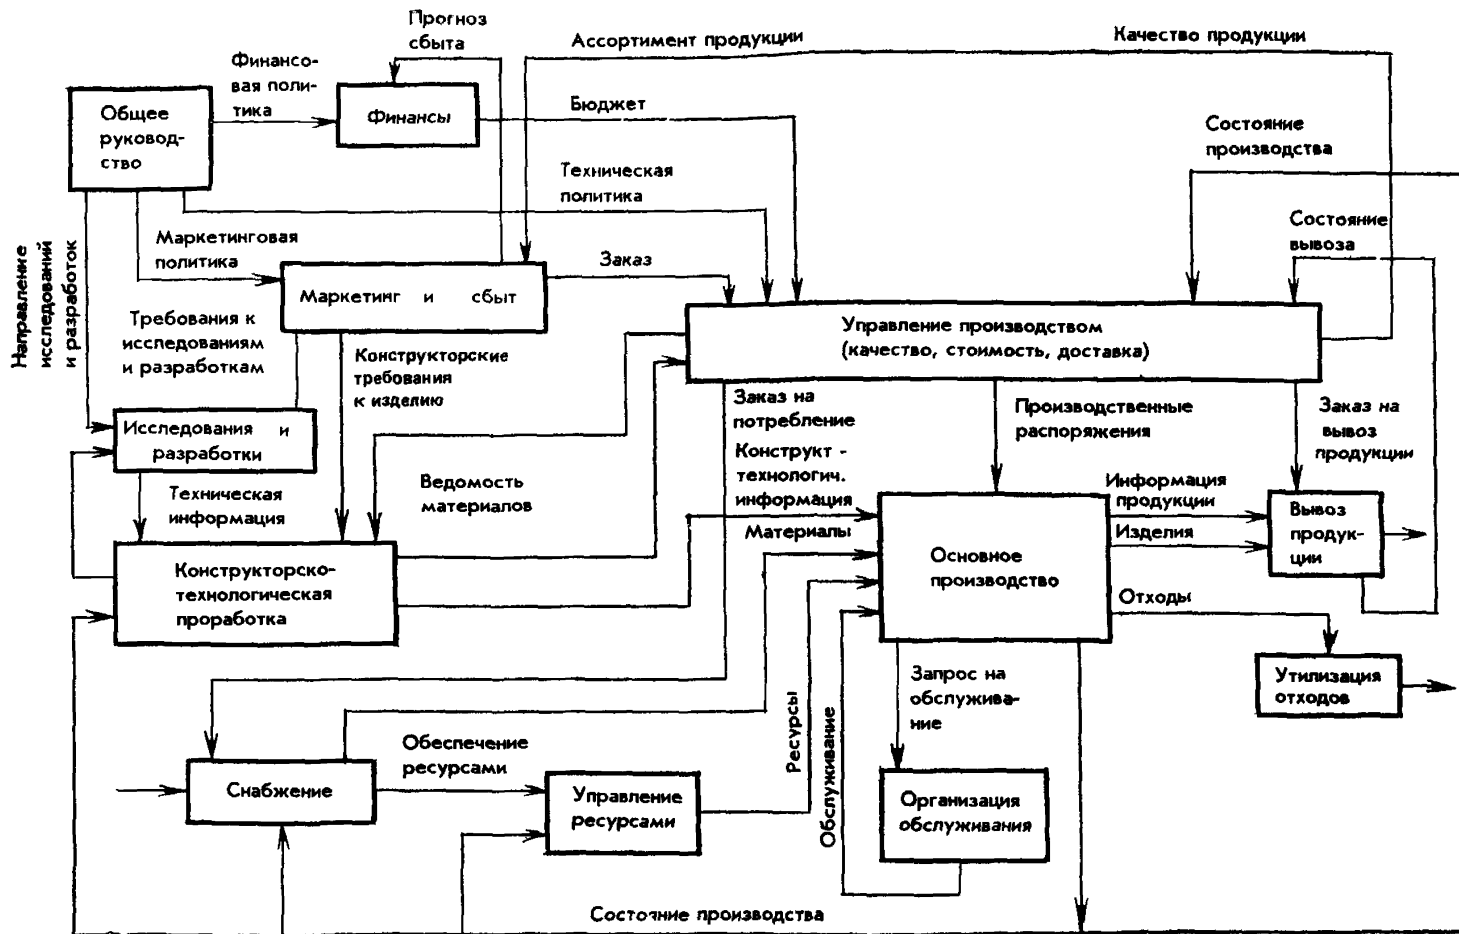 Прогноз
сбыта
Ассортимент продукции
Качество продукции
Финансо-
вая поли-
тика
Общее
руковод-
ство
Финансы
Бюджет
Состояние
производства
Техническая
политика
Направление
исследований
и разработок
Маркетинговая
политика
Состояние
вывоза
Заказ
Маркетинг и сбыт
Требования к
исследованиям
и разработкам
Управление производством
(качество, стоимость, доставка)
Конструкторские
требования
к изделию
Исследования и
разработки
Заказ на
потребление
Производственные
распоряжения
Заказ на
вывоз
продукции
Конструкт -
технологич.
информация
Ведомость
материалов
Техническая
информация
Информация
продукции
Вывоз
продук-
ции
Материалы
Изделия
Основное
производство
Конструкторско-
технологическая
проработка
Отходы
Утилизация
отходов
Запрос на
обслужива-
ние
Ресурсы
Обслуживание
Обеспечение
ресурсами
Снабжение
Управление
ресурсами
Организация
обслуживания
Состояние производства